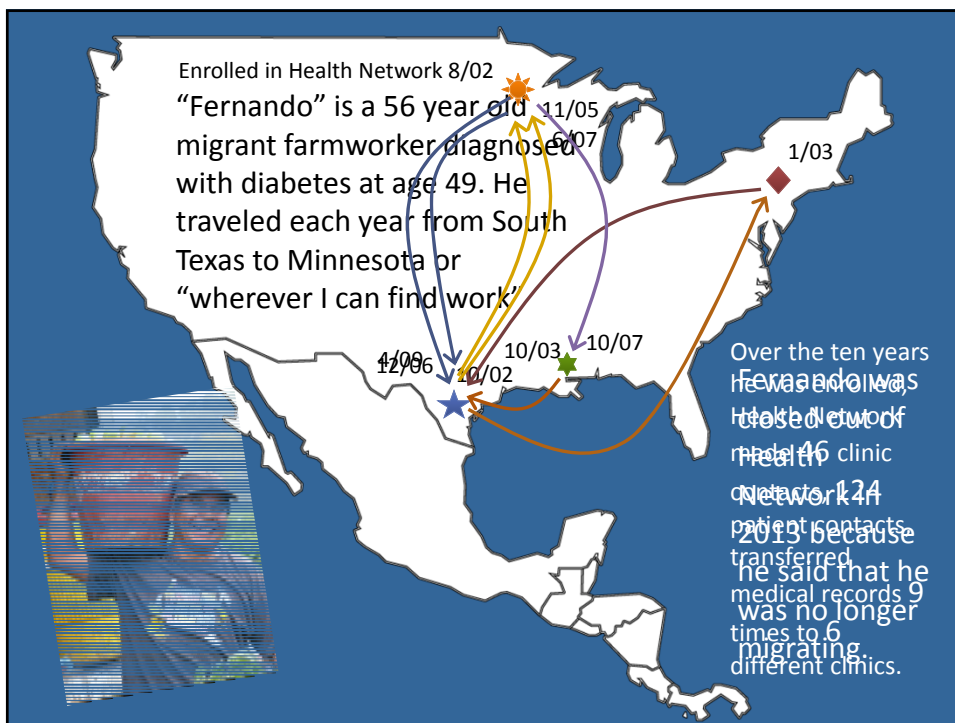 Enrolled in Health Network 8/02
“Fernando” is a 56 year old
migrant farmworker diagnosed
with diabetes at age 49. He
traveled each year from South
Texas to Minnesota or
“wherever I can find work”
11/05
6/07
1/03
4/09
12/06
10/02
10/03
10/07
Over the ten years
he was enrolled,
Health Network
made 46 clinic
contacts, 124
patient contacts,
transferred
medical records 9
times to 6
different clinics.
Fernando was
closed out of
Health
Network in
2013 because
he said that he
was no longer
migrating.